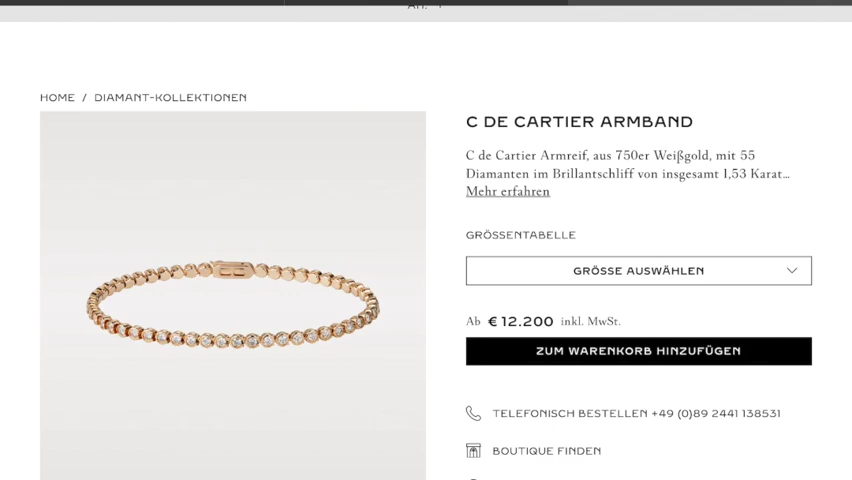 HOME / DIAMANT-KOLLEKTIONEN
C DE CARTIER ARMBAND
C de Cartier Armreif, aus 750er Weißgold, mit 55
Diamanten im Brillantschliff von insgesamt 1,53 Karat...
Mehr erfahren
GRÖSSENTABELLE
GRÖSSE AUSWÄHLEN
Ab € 12.200 inkl. MwSt.
ZUM WARENKORB HINZUFÜGEN
TELEFONISCH BESTELLEN +49 (0)89 2441 138531
BOUTIQUE FINDEN